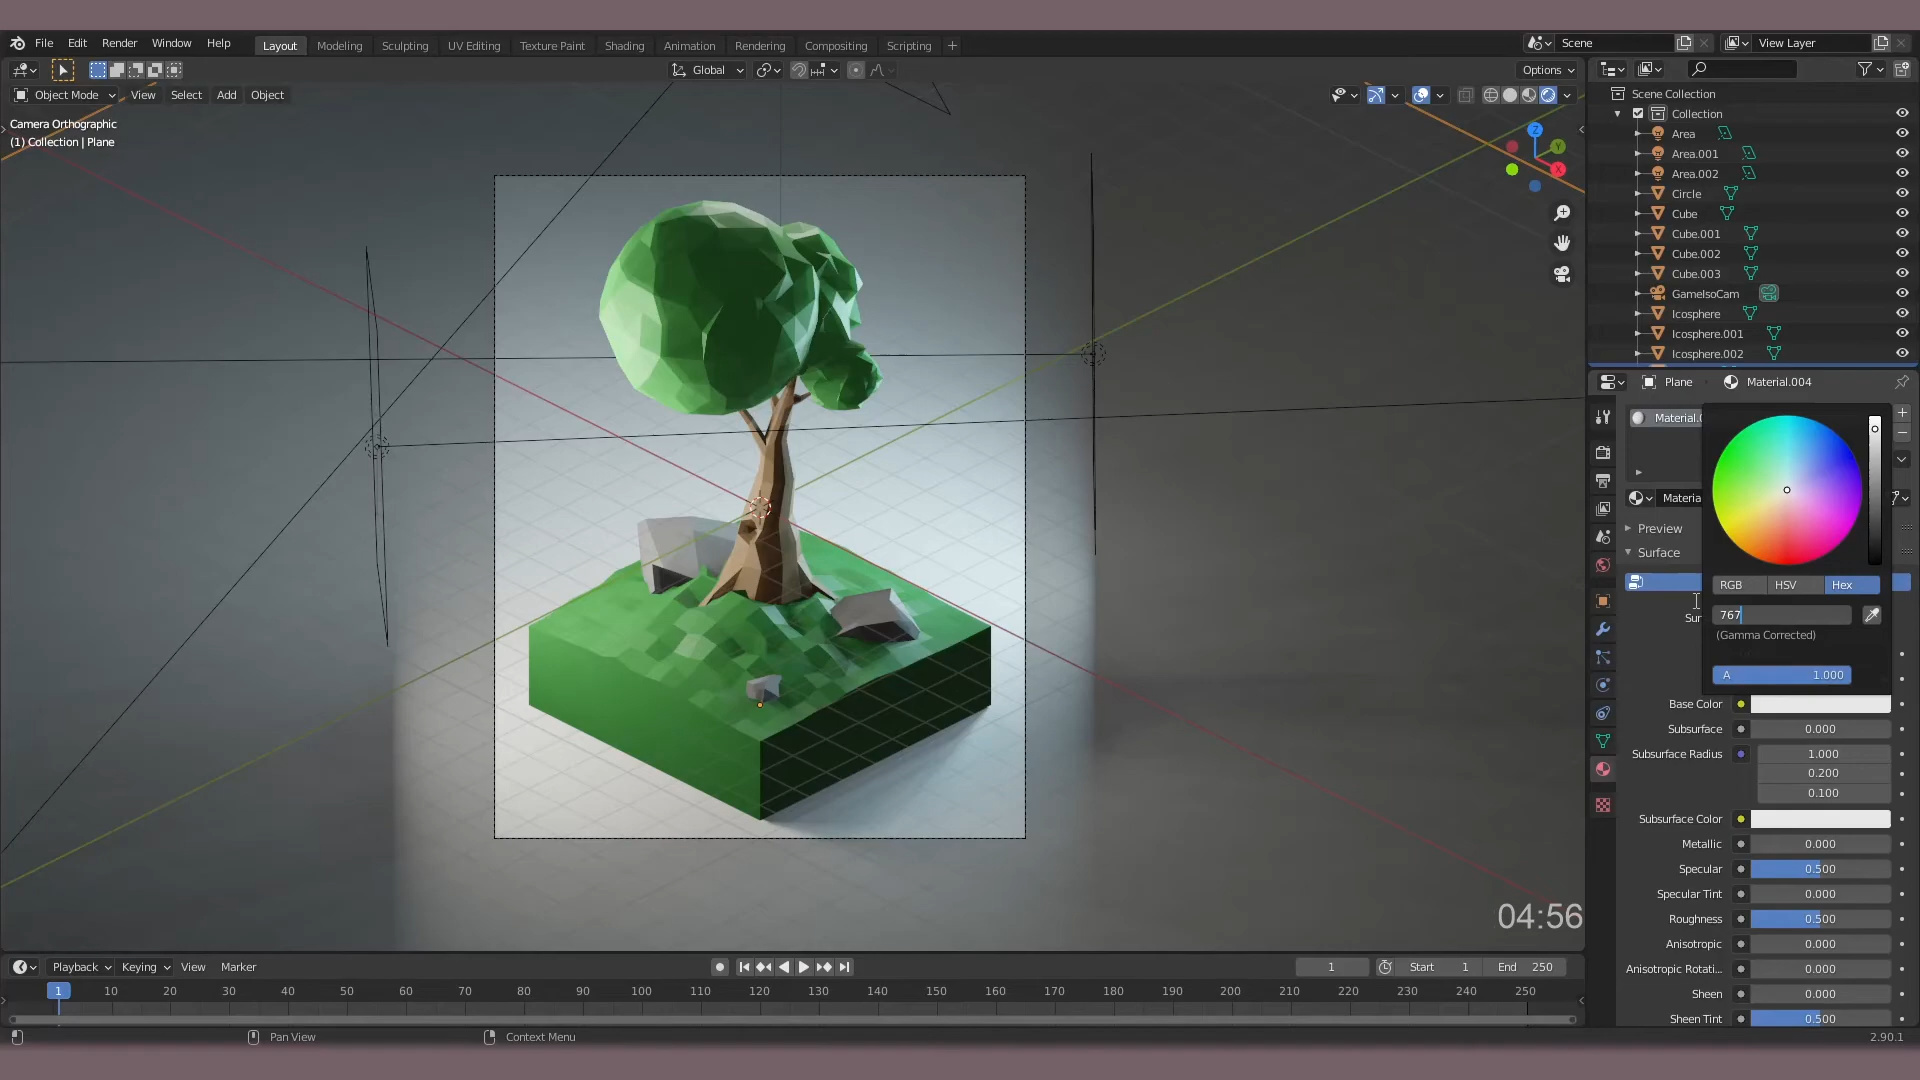 File Edit Render Window Help Layout Modeling Sculpting UV Editing Texture Paint Shading Animation Rendering Compositing Scripting + Scene View Layer
Global Options
Object Mode View Select Add Object
Camera Orthographic
(1) Collection | Plane
Z
Y
X
Scene Collection
Collection
Area
Area.001
Area.002
Circle
Cube
Cube.001
Cube.002
Cube.003
GameIsoCam
Icosphere
Icosphere.001
Icosphere.002
Plane Material.004
Material.0
Materia
Preview
Surface
RGB HSV Hex
767
Sur
(Gamma Corrected)
A 1.000
Base Color
Subsurface 0.000
Subsurface Radius 1.000
0.200
0.100
Subsurface Color
Metallic 0.000
Specular 0.500
Specular Tint 0.000
Roughness 0.500
Anisotropic 0.000
Anisotropic Rotati... 0.000
Sheen 0.000
Sheen Tint 0.500
04:56
Playback Keying View Marker 1 Start 1 End 250
1 10 20 30 40 50 60 70 80 90 100 110 120 130 140 150 160 170 180 190 200 210 220 230 240 250
Pan View Context Menu 2.90.1